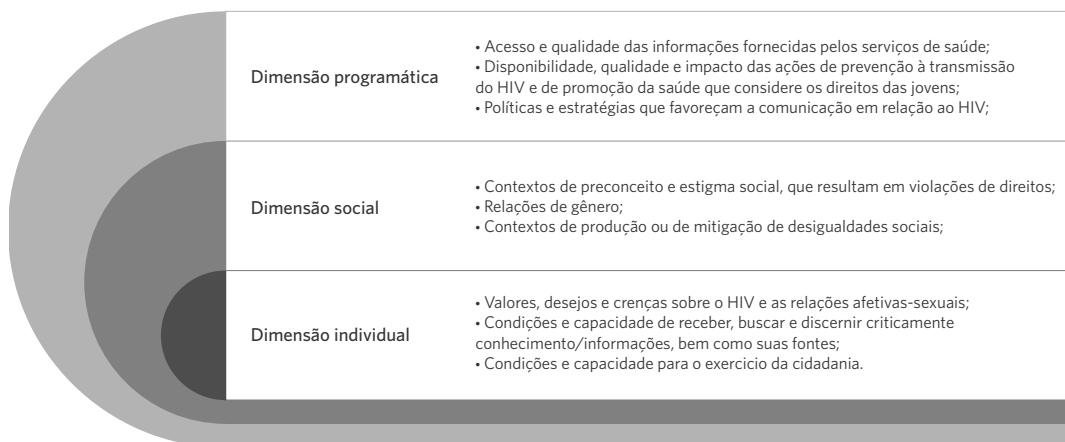 Dimensão programática
• Acesso e qualidade das informações fornecidas pelos serviços de saúde;
• Disponibilidade, qualidade e impacto das ações de prevenção à transmissão
do HIV e de promoção da saúde que considere os direitos das jovens;
• Políticas e estratégias que favoreçam a comunicação em relação ao HIV;
Dimensão social
• Contextos de preconceito e estigma social, que resultam em violações de direitos;
• Relações de gênero;
• Contextos de produção ou de mitigação de desigualdades sociais;
Dimensão individual
• Valores, desejos e crenças sobre o HIV e as relações afetivas-sexuais;
• Condições e capacidade de receber, buscar e discernir criticamente
conhecimento/informações, bem como suas fontes;
• Condições e capacidade para o exercicio da cidadania.